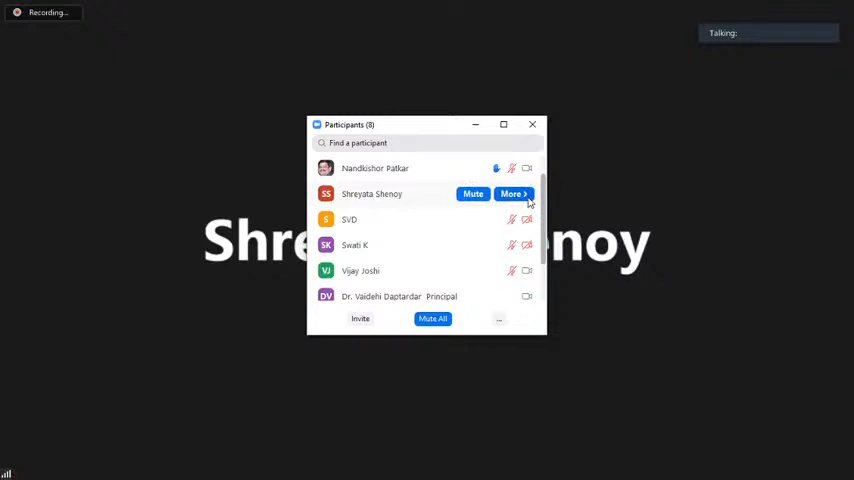 Recording...
Talking:
Participants (8)
Find a participant
Nandkishor Patkar
SS Shreyata Shenoy Mute More >
S SVD
SK Swati K
VJ Vijay Joshi
DV Dr. Vaidehi Daptardar Principal
Invite Mute All ...
Shre enoy